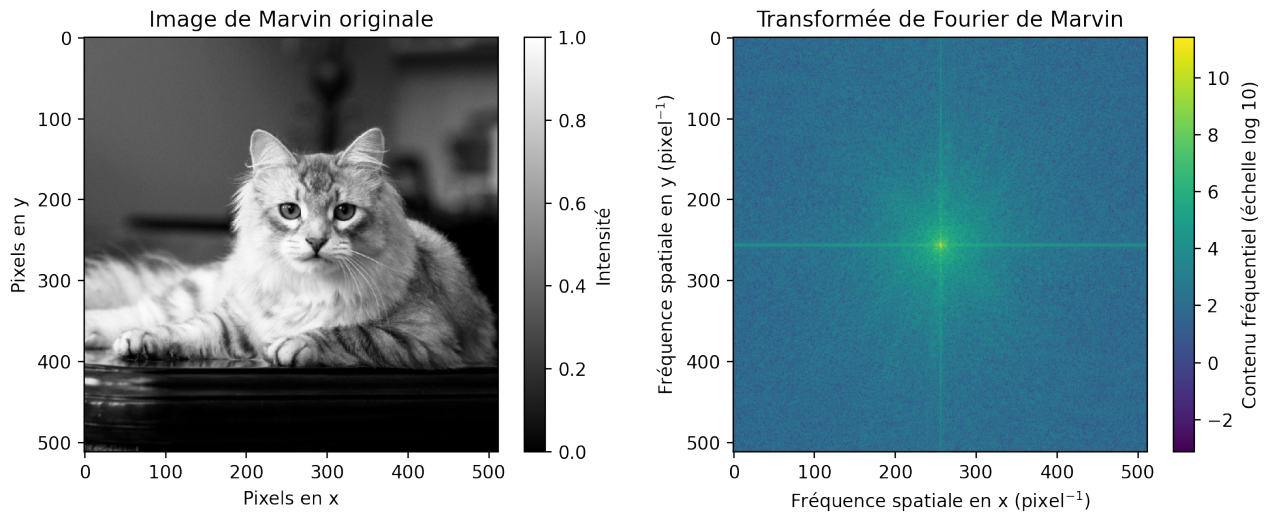 Image de Marvin originale
0
100
200
300
400
500
Pixels en y
0 100 200 300 400 500
Pixels en x
1.0
0.8
0.6
0.4
0.2
0.0
Intensité
Transformée de Fourier de Marvin
0
100
200
300
400
500
Fréquence spatiale en y (pixel⁻¹)
0 100 200 300 400 500
Fréquence spatiale en x (pixel⁻¹)
10
8
6
4
2
0
−2
Contenu fréquentiel (échelle log 10)